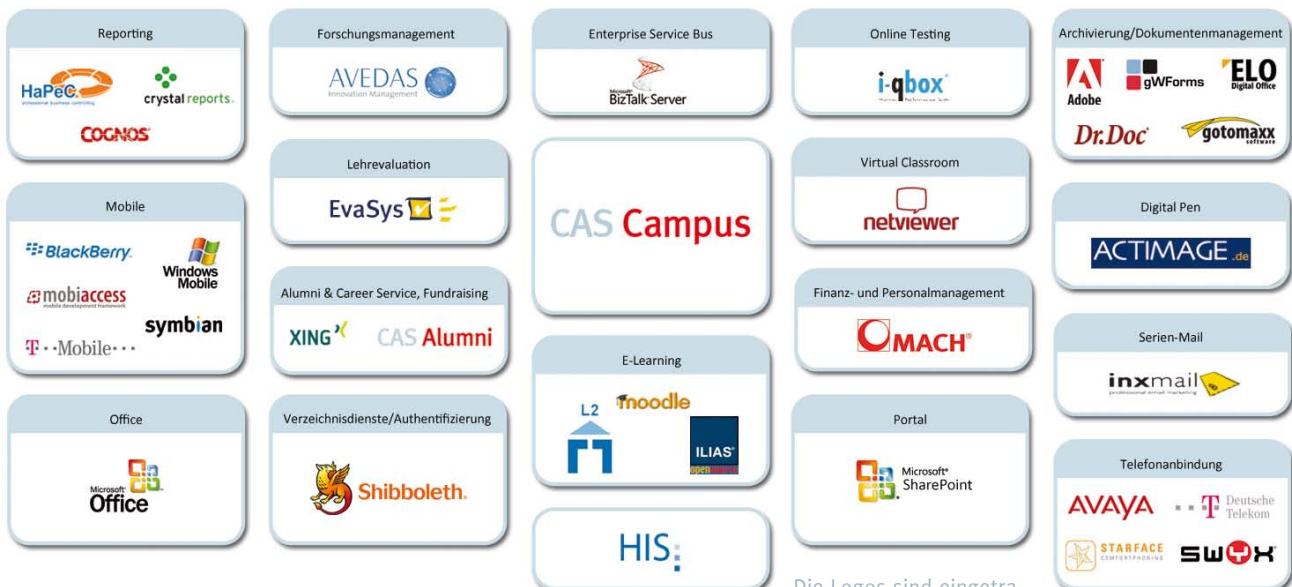 Reporting
HaPeC.
professional business controlling
crystal reports.
COGNOS
Mobile
BlackBerry.
Windows
Mobile
mobiaccess
mobile development framework
symbian
T··Mobile···
Office
Microsoft
Office
Forschungsmanagement
AVEDAS
Innovation Management
Lehrevaluation
EvaSys
Alumni & Career Service, Fundraising
XING
CAS Alumni
Verzeichnisdienste/Authentifizierung
Shibboleth.
Enterprise Service Bus
Microsoft
BizTalk Server
CAS Campus
E-Learning
moodle
L2
ILIAS
open source
HIS:
Online Testing
i-qbox
Virtual Classroom
netviewer
Finanz- und Personalmanagement
MACH®
Portal
Microsoft®
SharePoint
Die Logos sind eingetra
Archivierung/Dokumentenmanagement
Adobe
gWForms
ELO
Digital Office
Dr.Doc
gotomaxx
software
Digital Pen
ACTIMAGE.de
Serien-Mail
inxmail
professional email marketing
Telefonanbindung
AVAYA
T Deutsche
Telekom
STARFACE
COMFORTPHONING
SWYX